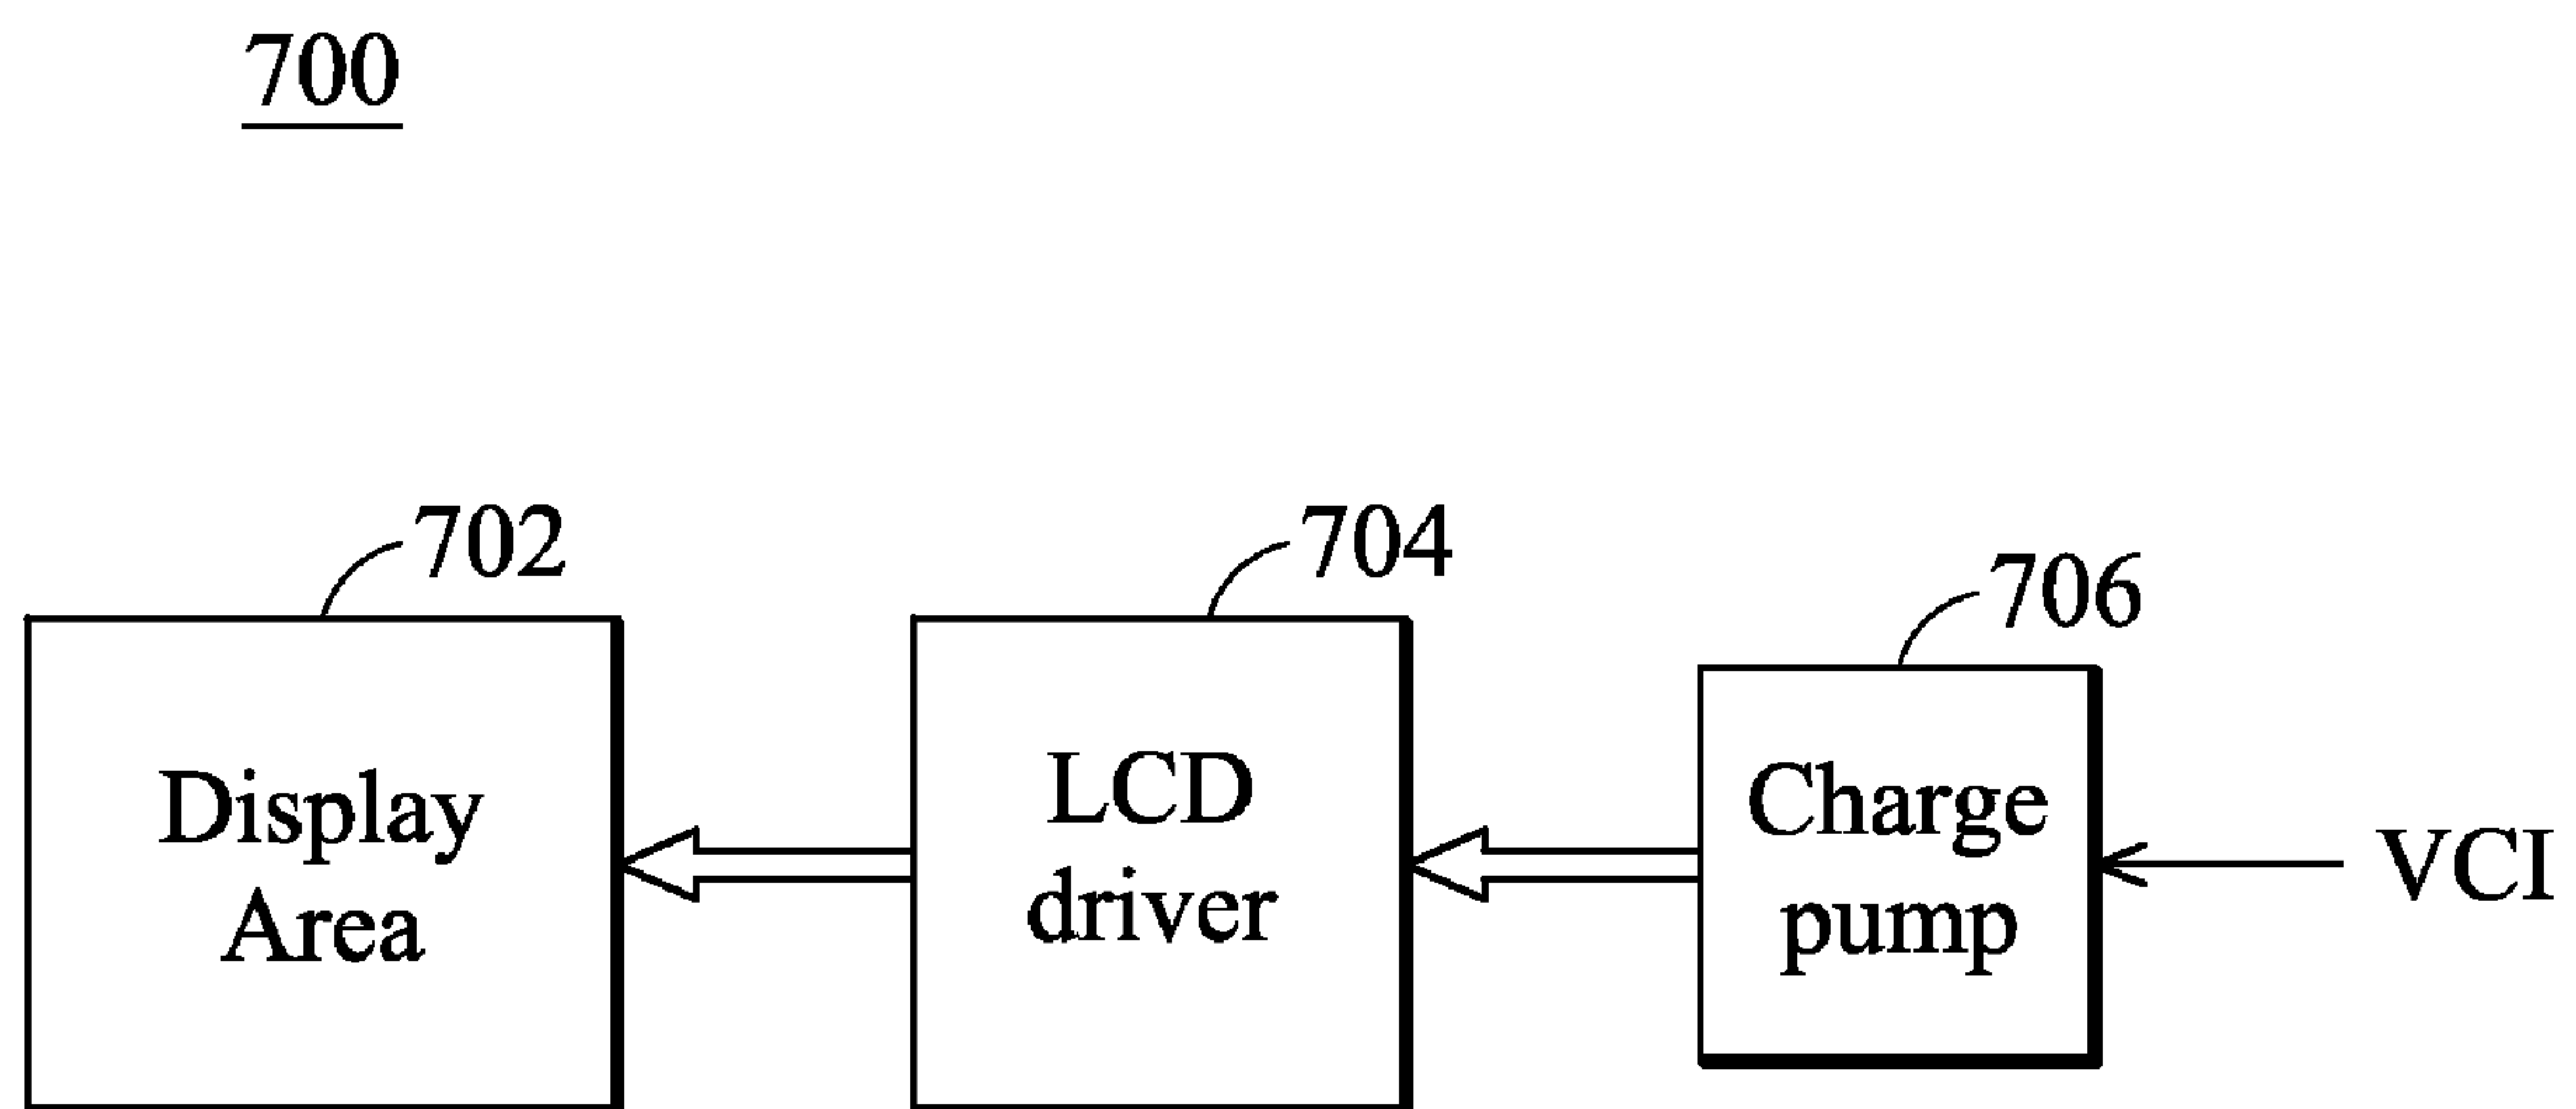 700
702
704
706
Display
Area
LCD
driver
Charge
pump
VCI